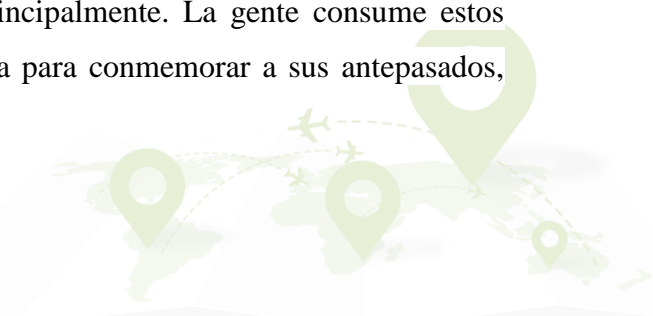 incipalmente. La gente consume estos
a para conmemorar a sus antepasados,